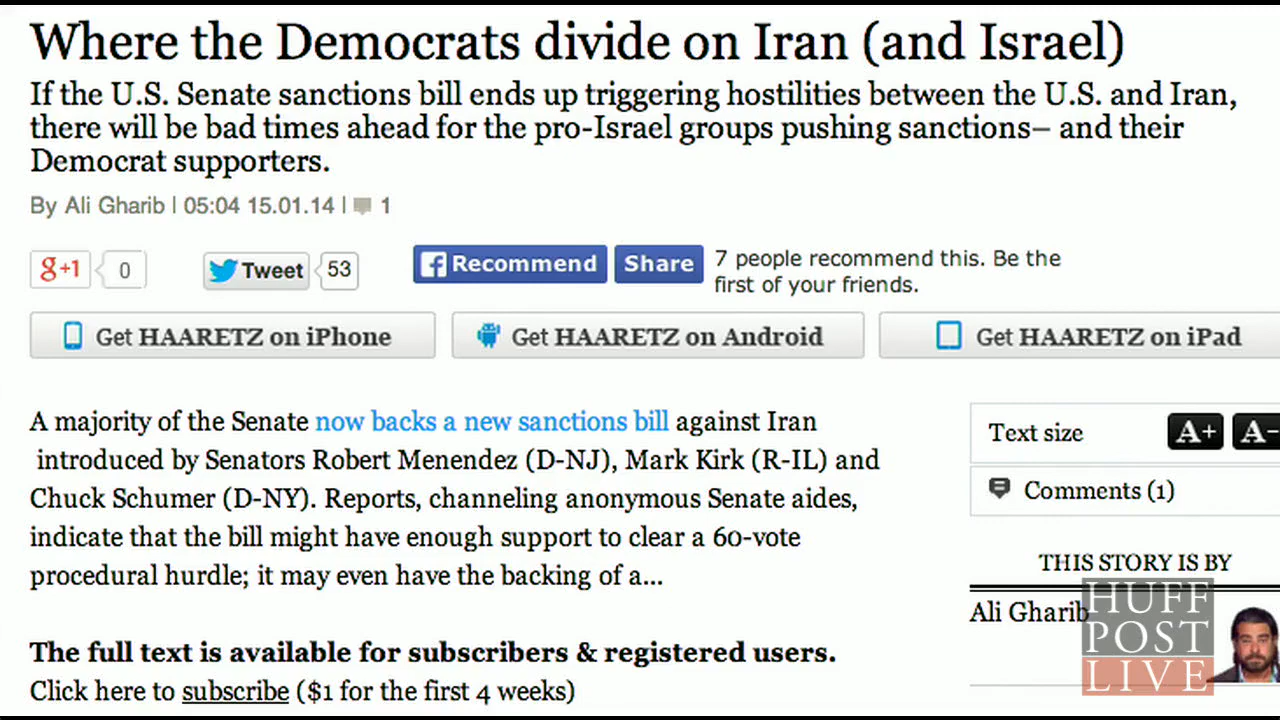 Where the Democrats divide on Iran (and Israel)
If the U.S. Senate sanctions bill ends up triggering hostilities between the U.S. and Iran,
there will be bad times ahead for the pro-Israel groups pushing sanctions– and their
Democrat supporters.
By Ali Gharib | 05:04 15.01.14 | 1
g+1 0 Tweet 53 Recommend Share 7 people recommend this. Be the
first of your friends.
Get HAARETZ on iPhone Get HAARETZ on Android Get HAARETZ on iPad
A majority of the Senate now backs a new sanctions bill against Iran
introduced by Senators Robert Menendez (D-NJ), Mark Kirk (R-IL) and
Chuck Schumer (D-NY). Reports, channeling anonymous Senate aides,
indicate that the bill might have enough support to clear a 60-vote
procedural hurdle; it may even have the backing of a...
The full text is available for subscribers & registered users.
Click here to subscribe ($1 for the first 4 weeks)
Text size A+ A-
Comments (1)
THIS STORY IS BY
Ali Gharib
HUFF
POST
LIVE